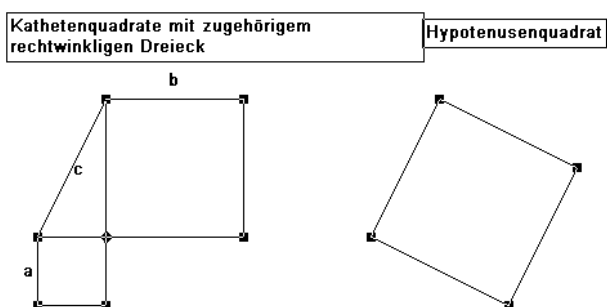 Kathetenquadrate mit zugehörigem
rechtwinkligen Dreieck
Hypotenusenquadrat
b
c
a